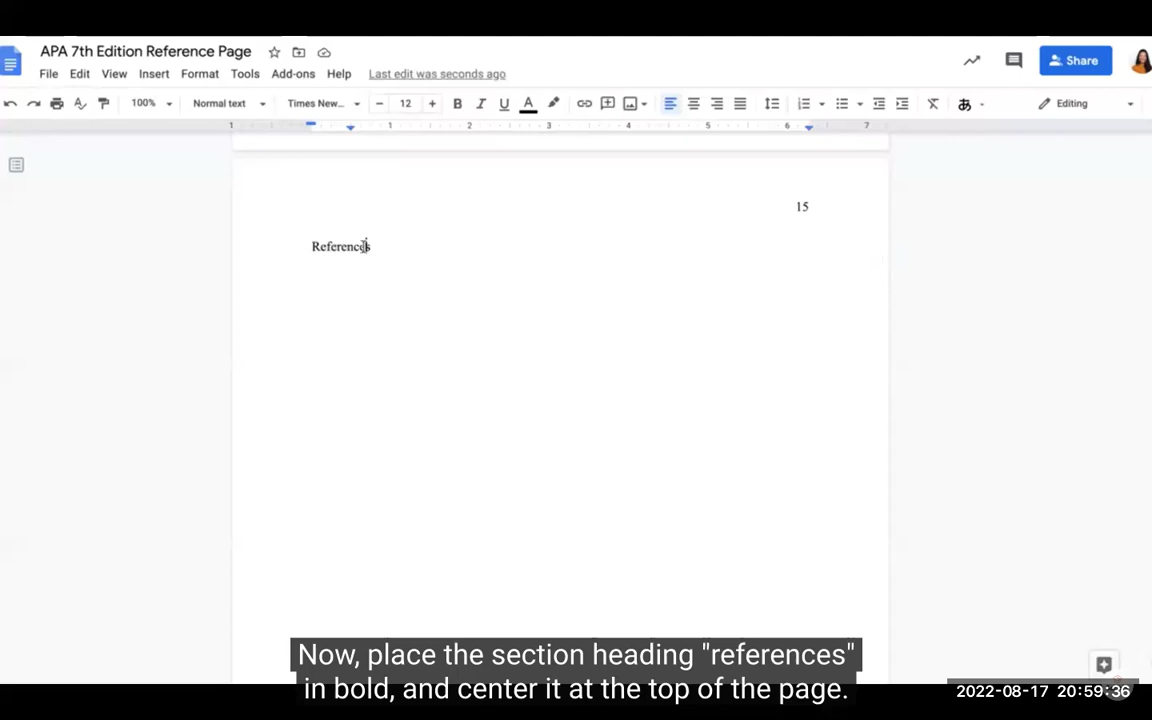 APA 7th Edition Reference Page
File Edit View Insert Format Tools Add-ons Help Last edit was seconds ago
Share
100% Normal text Times New... − 12 + B I U A あ Editing
1 1 2 3 4 5 6 7
15
References
Now, place the section heading "references"
in bold, and center it at the top of the page.
2022-08-17 20:59:36